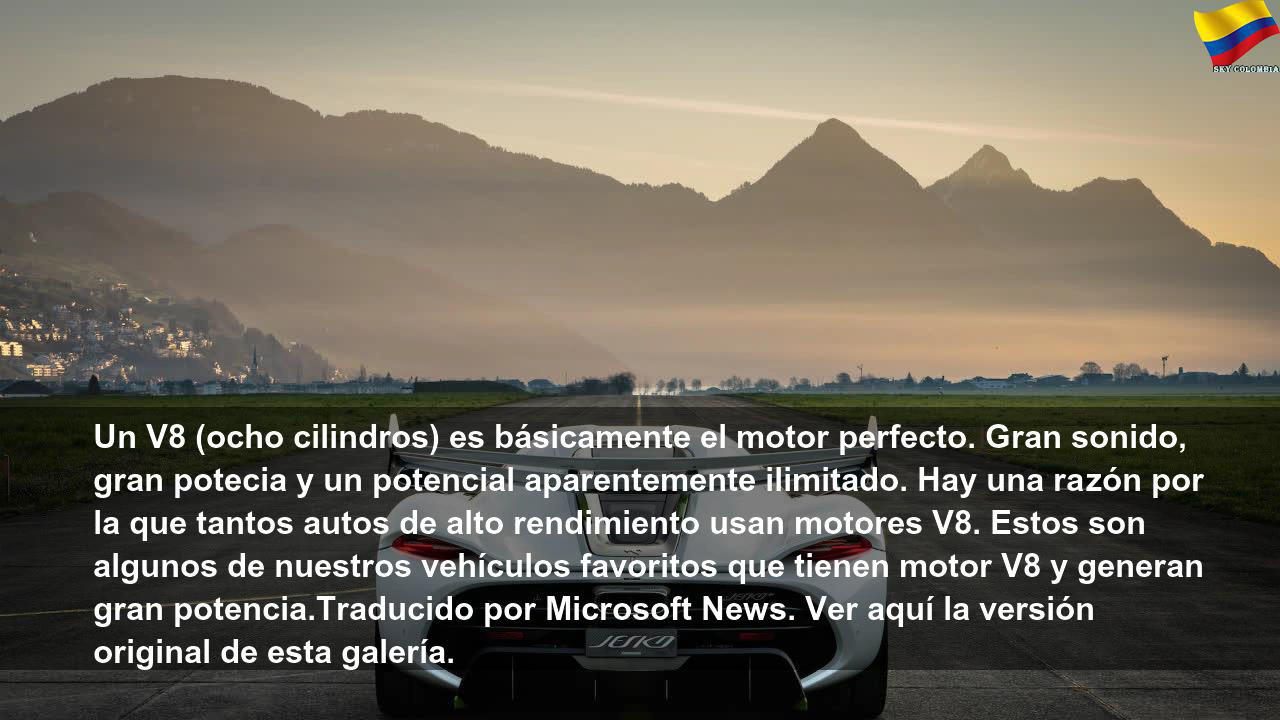 SKY COLOMBIA
Un V8 (ocho cilindros) es básicamente el motor perfecto. Gran sonido,
gran potecia y un potencial aparentemente ilimitado. Hay una razón por
la que tantos autos de alto rendimiento usan motores V8. Estos son
algunos de nuestros vehículos favoritos que tienen motor V8 y generan
gran potencia.Traducido por Microsoft News. Ver aquí la versión
original de esta galería.
JESKO